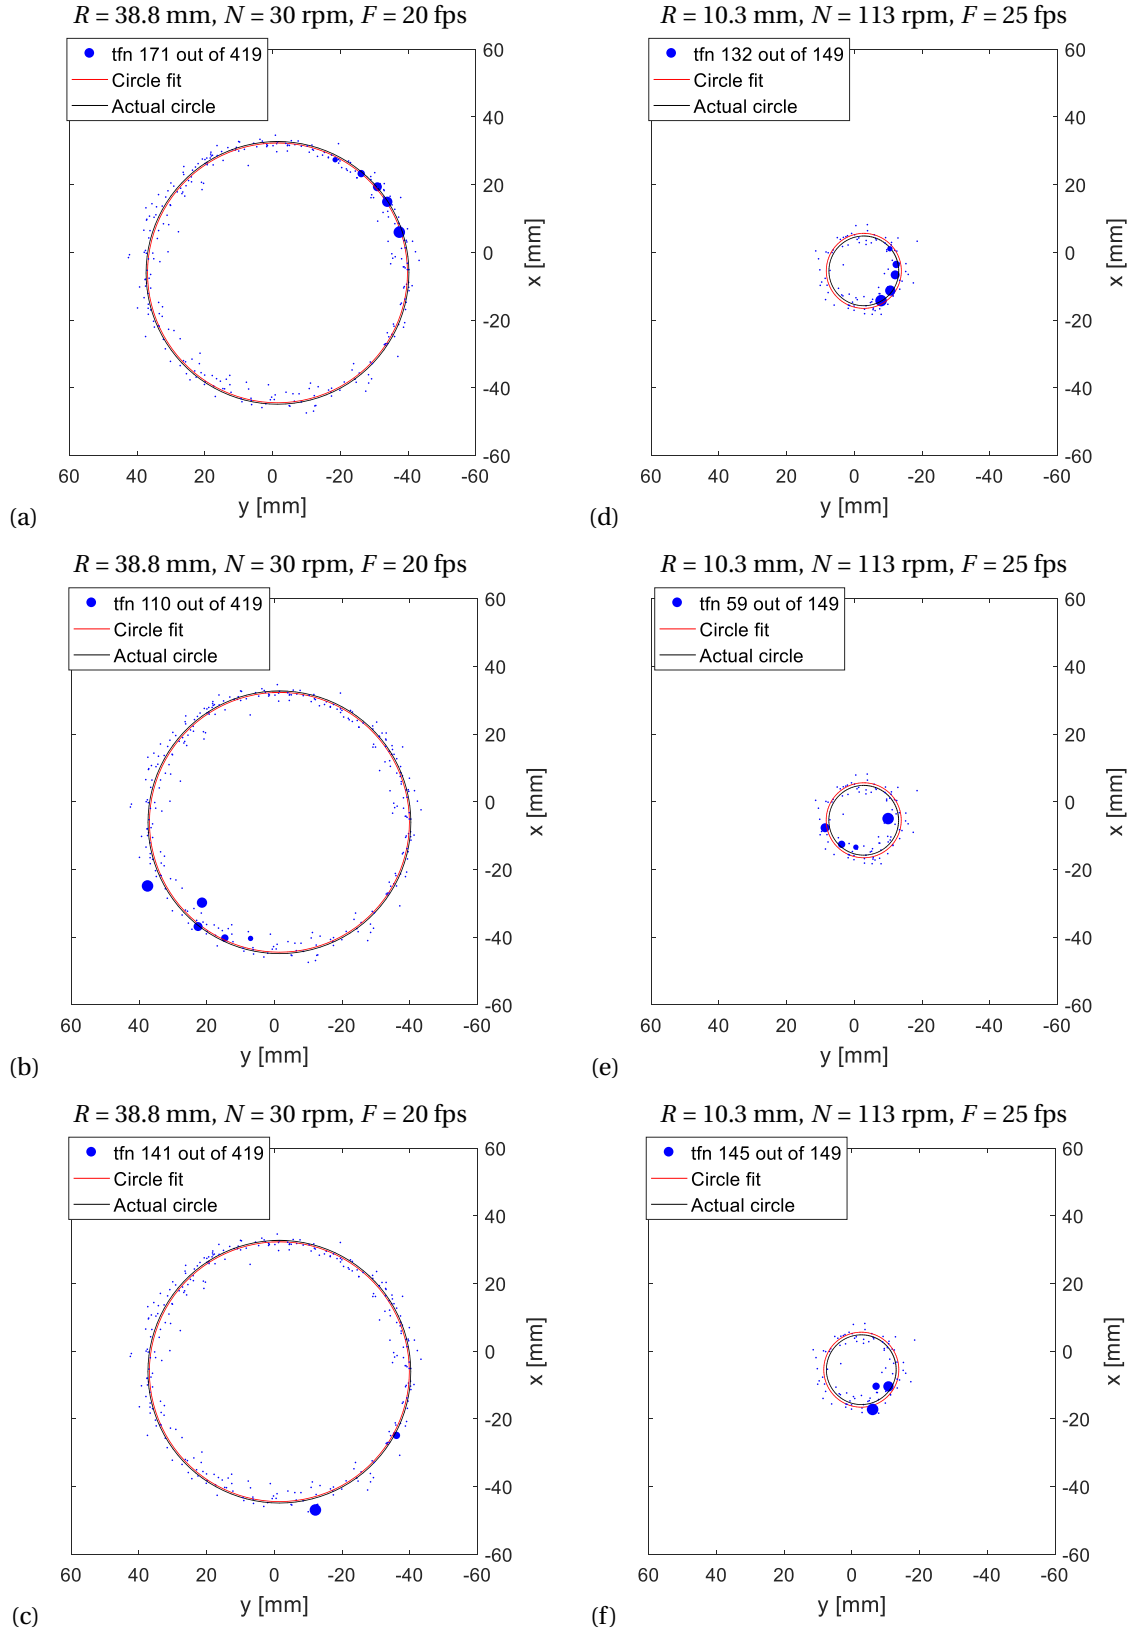 R = 38.8 mm, N = 30 rpm, F = 20 fps
tfn 171 out of 419
Circle fit
Actual circle
60
40
20
0
-20
-40
-60
x [mm]
60 40 20 0 -20 -40 -60
y [mm]
(a)
R = 10.3 mm, N = 113 rpm, F = 25 fps
tfn 132 out of 149
Circle fit
Actual circle
60
40
20
0
-20
-40
-60
x [mm]
60 40 20 0 -20 -40 -60
y [mm]
(d)
R = 38.8 mm, N = 30 rpm, F = 20 fps
tfn 110 out of 419
Circle fit
Actual circle
60
40
20
0
-20
-40
-60
x [mm]
60 40 20 0 -20 -40 -60
y [mm]
(b)
R = 10.3 mm, N = 113 rpm, F = 25 fps
tfn 59 out of 149
Circle fit
Actual circle
60
40
20
0
-20
-40
-60
x [mm]
60 40 20 0 -20 -40 -60
y [mm]
(e)
R = 38.8 mm, N = 30 rpm, F = 20 fps
tfn 141 out of 419
Circle fit
Actual circle
60
40
20
0
-20
-40
-60
x [mm]
60 40 20 0 -20 -40 -60
y [mm]
(c)
R = 10.3 mm, N = 113 rpm, F = 25 fps
tfn 145 out of 149
Circle fit
Actual circle
60
40
20
0
-20
-40
-60
x [mm]
60 40 20 0 -20 -40 -60
y [mm]
(f)